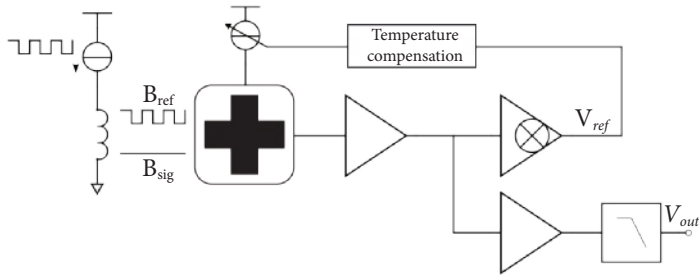 Temperature
compensation
B_ref
V_ref
B_sig
V_out